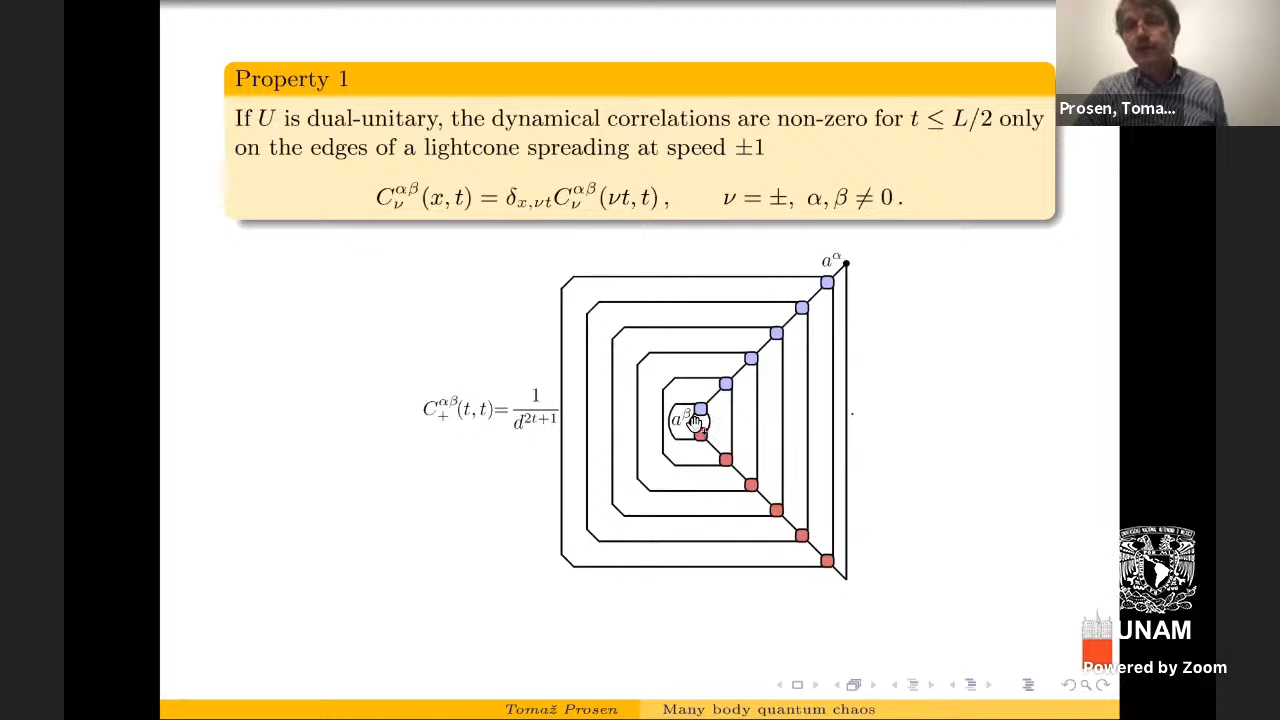 Property 1
If U is dual-unitary, the dynamical correlations are non-zero for t ≤ L/2 only
on the edges of a lightcone spreading at speed ±1
C_ν^{αβ}(x, t) = δ_{x,νt} C_ν^{αβ}(νt, t) , ν = ±, α, β ≠ 0 .
Prosen, Toma...
a^α
C_+^{αβ}(t, t) = 1/d^{2t+1}
a^β
.
UNAM
Powered by Zoom
Tomaž Prosen Many body quantum chaos